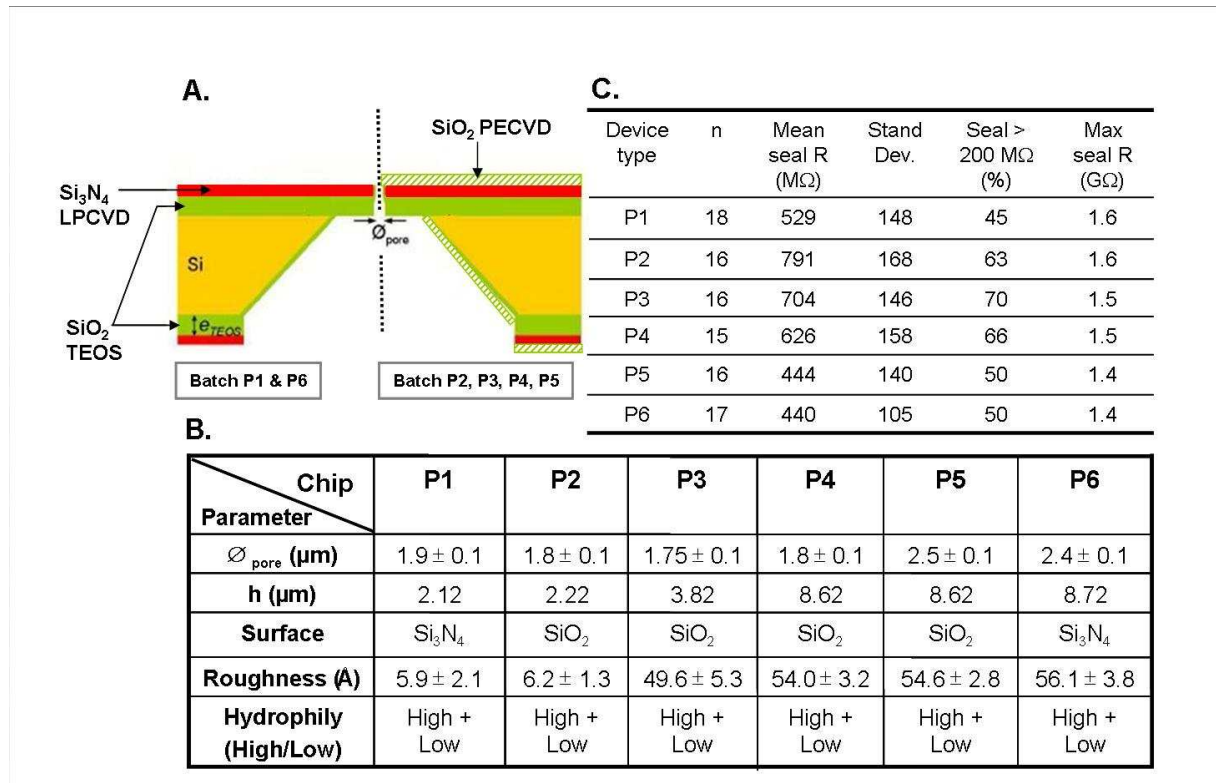 A.
SiO2 PECVD
Si3N4
LPCVD
Øpore
Si
eTEOS
SiO2
TEOS
Batch P1 & P6
Batch P2, P3, P4, P5
C.
Device type n Mean seal R (MΩ) Stand Dev. Seal > 200 MΩ (%) Max seal R (GΩ)
P1 18 529 148 45 1.6
P2 16 791 168 63 1.6
P3 16 704 146 70 1.5
P4 15 626 158 66 1.5
P5 16 444 140 50 1.4
P6 17 440 105 50 1.4
B.
Chip P1 P2 P3 P4 P5 P6
Parameter
Ø pore (µm) 1.9 ± 0.1 1.8 ± 0.1 1.75 ± 0.1 1.8 ± 0.1 2.5 ± 0.1 2.4 ± 0.1
h (µm) 2.12 2.22 3.82 8.62 8.62 8.72
Surface Si3N4 SiO2 SiO2 SiO2 SiO2 Si3N4
Roughness (Å) 5.9 ± 2.1 6.2 ± 1.3 49.6 ± 5.3 54.0 ± 3.2 54.6 ± 2.8 56.1 ± 3.8
Hydrophily High + High + High + High + High + High +
(High/Low) Low Low Low Low Low Low